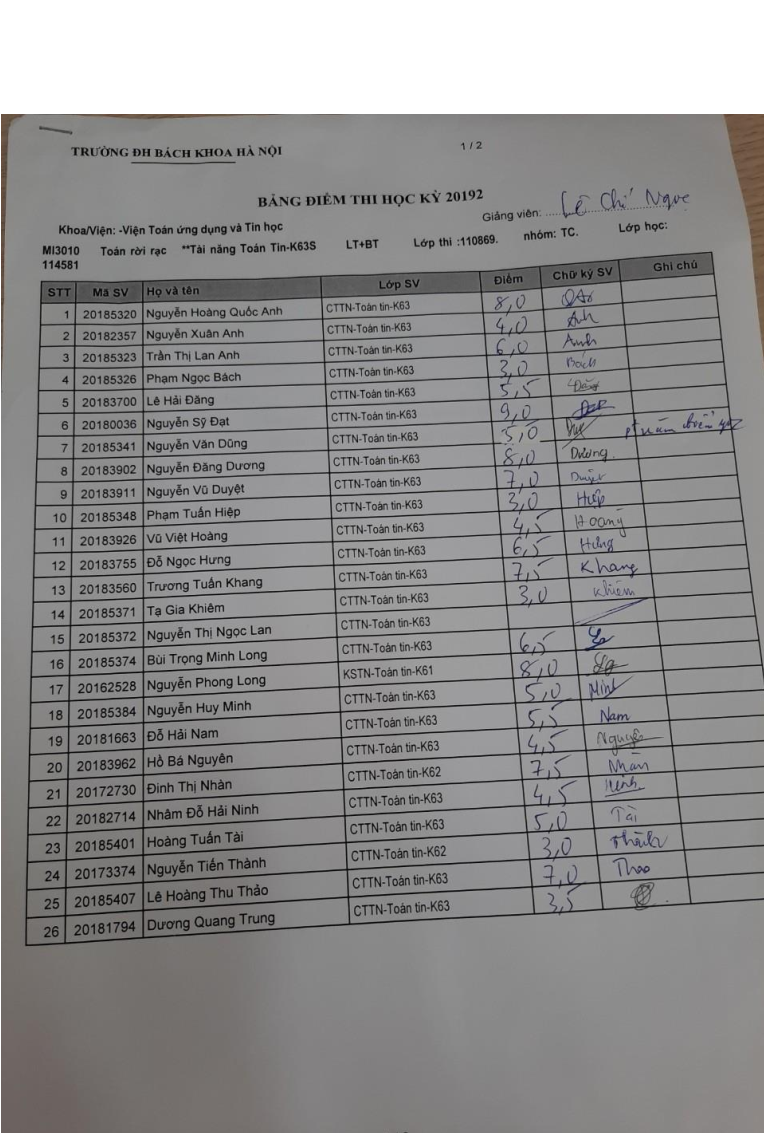 TRƯỜNG ĐH BÁCH KHOA HÀ NỘI 1 / 2
BẢNG ĐIỂM THI HỌC KỲ 20192
Khoa/Viện: -Viện Toán ứng dụng và Tin học Giảng viên: Lê Chí Ngọc
MI3010 Toán rời rạc **Tài năng Toán Tin-K63S LT+BT Lớp thi :110869. nhóm: TC. Lớp học:
114581
STT Mã SV Họ và tên Lớp SV Điểm Chữ ký SV Ghi chú
1 20185320 Nguyễn Hoàng Quốc Anh CTTN-Toán tin-K63 8,0
2 20182357 Nguyễn Xuân Anh CTTN-Toán tin-K63 4,0 Anh
3 20185323 Trần Thị Lan Anh CTTN-Toán tin-K63 6,0 Anh
4 20185326 Phạm Ngọc Bách CTTN-Toán tin-K63 3,0 Bách
5 20183700 Lê Hải Đăng CTTN-Toán tin-K63 5,5 Đăng
6 20180036 Nguyễn Sỹ Đạt CTTN-Toán tin-K63 9,0
7 20185341 Nguyễn Văn Dũng CTTN-Toán tin-K63 5,0
8 20183902 Nguyễn Đăng Dương CTTN-Toán tin-K63 8,0 Dương
9 20183911 Nguyễn Vũ Duyệt CTTN-Toán tin-K63 7,0 Duyệt
10 20185348 Phạm Tuấn Hiệp CTTN-Toán tin-K63 3,0 Hiệp
11 20183926 Vũ Việt Hoàng CTTN-Toán tin-K63 4,5 Hoàng
12 20183755 Đỗ Ngọc Hưng CTTN-Toán tin-K63 6,5 Hưng
13 20183560 Trương Tuấn Khang CTTN-Toán tin-K63 7,5 Khang
14 20185371 Tạ Gia Khiêm CTTN-Toán tin-K63 3,0 Khiêm
15 20185372 Nguyễn Thị Ngọc Lan CTTN-Toán tin-K63
16 20185374 Bùi Trọng Minh Long CTTN-Toán tin-K63 6,5
17 20162528 Nguyễn Phong Long KSTN-Toán tin-K61 8,0
18 20185384 Nguyễn Huy Minh CTTN-Toán tin-K63 5,0 Minh
19 20181663 Đỗ Hải Nam CTTN-Toán tin-K63 5,5 Nam
20 20183962 Hồ Bá Nguyên CTTN-Toán tin-K63 4,5 Nguyên
21 20172730 Đinh Thị Nhàn CTTN-Toán tin-K62 7,5 Nhàn
22 20182714 Nhâm Đỗ Hải Ninh CTTN-Toán tin-K63 4,5 Ninh
23 20185401 Hoàng Tuấn Tài CTTN-Toán tin-K63 5,0 Tài
24 20173374 Nguyễn Tiến Thành CTTN-Toán tin-K62 3,0 Thành
25 20185407 Lê Hoàng Thu Thảo CTTN-Toán tin-K63 7,0 Thảo
26 20181794 Dương Quang Trung CTTN-Toán tin-K63 3,5